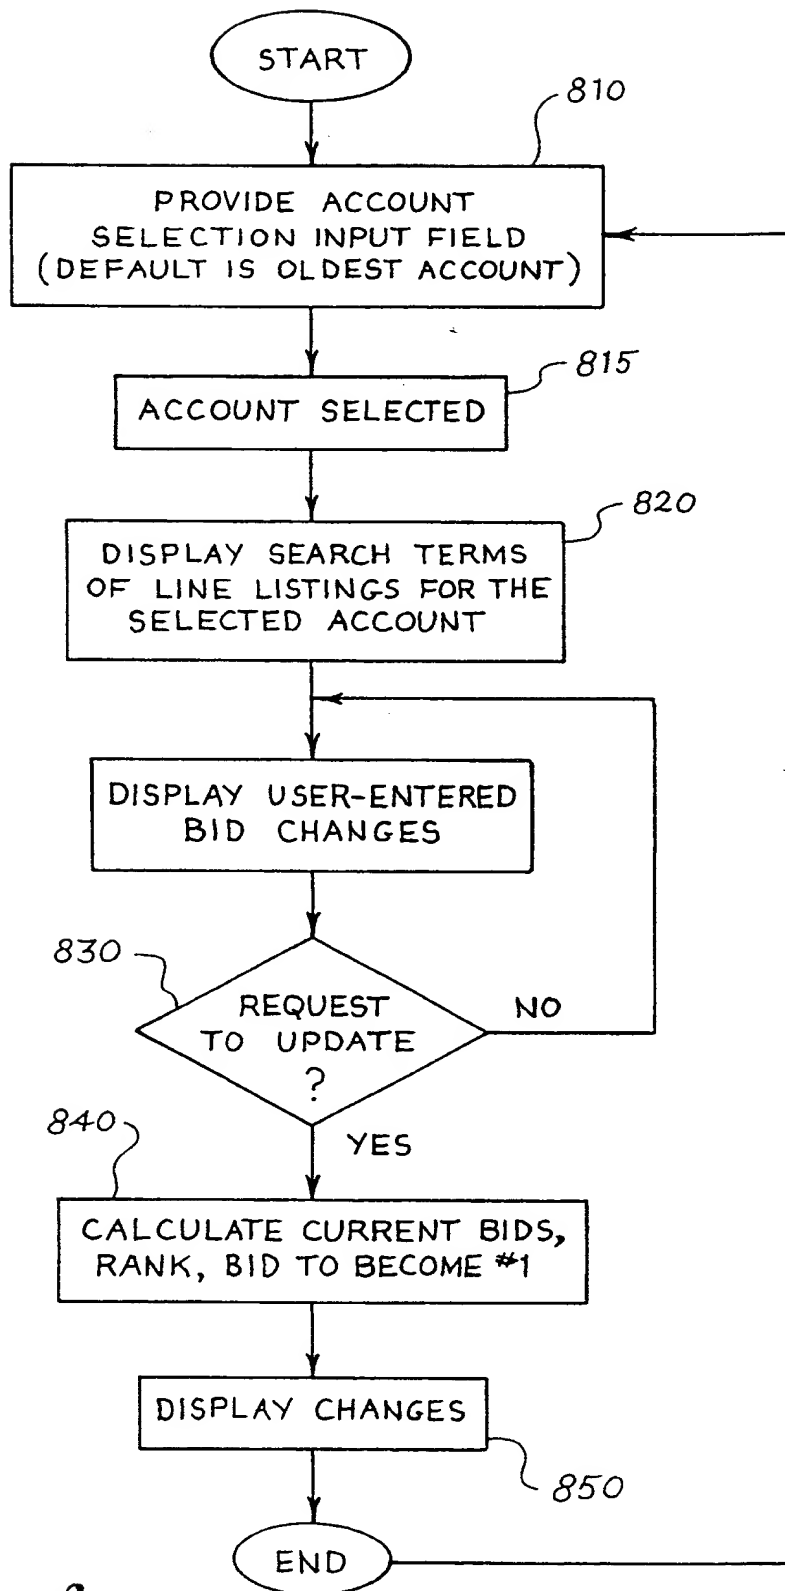 START
810
PROVIDE ACCOUNT
SELECTION INPUT FIELD
(DEFAULT IS OLDEST ACCOUNT)
815
ACCOUNT SELECTED
820
DISPLAY SEARCH TERMS
OF LINE LISTINGS FOR THE
SELECTED ACCOUNT
DISPLAY USER-ENTERED
BID CHANGES
830
REQUEST
TO UPDATE
?
NO
840
YES
CALCULATE CURRENT BIDS,
RANK, BID TO BECOME #1
DISPLAY CHANGES
850
END